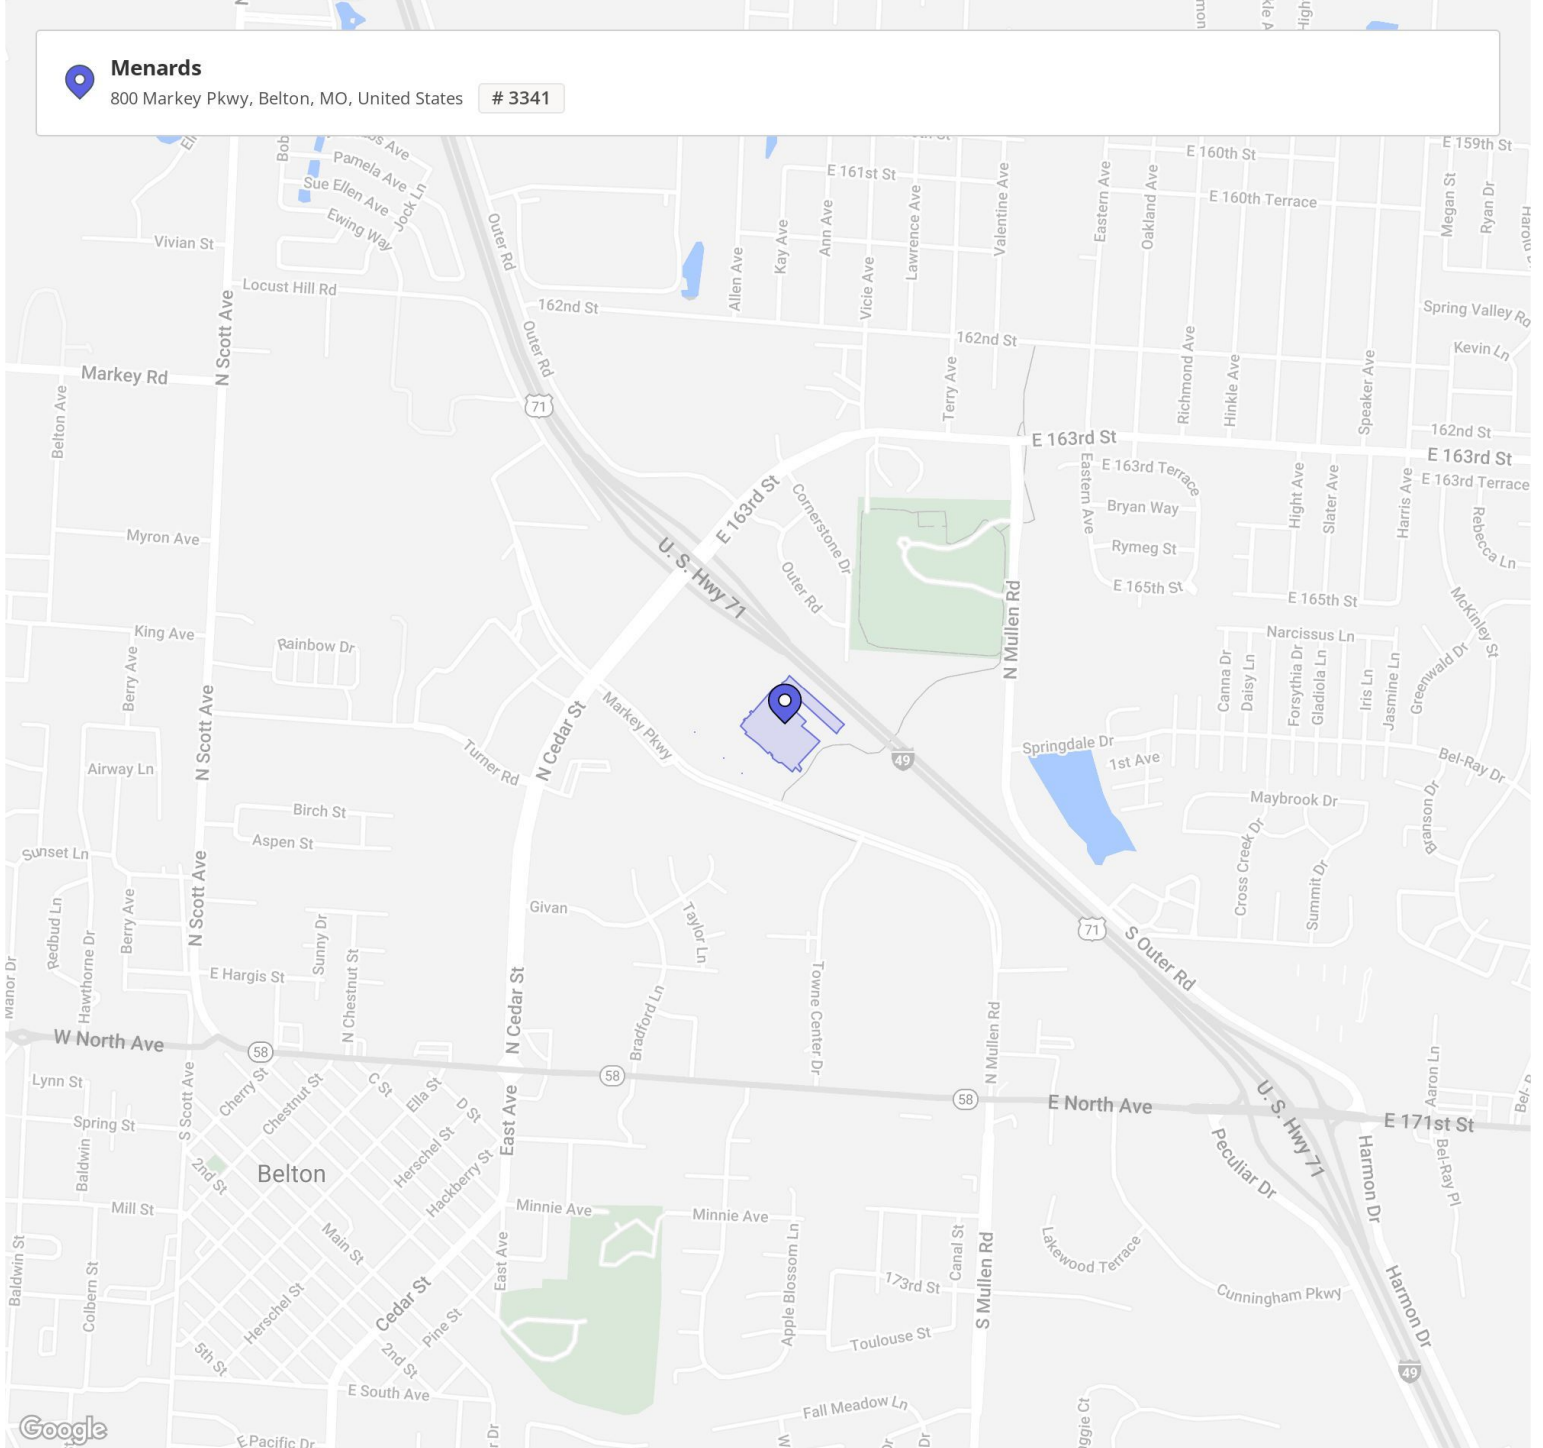 Menards
800 Markey Pkwy, Belton, MO, United States
# 3341
Pamela Ave
Sue Ellen Ave
Jock Ln
Ewing Way
Vivian St
Locust Hill Rd
Outer Rd
162nd St
Outer Rd
N Scott Ave
Markey Rd
Belton Ave
71
E 161st St
Allen Ave
Kay Ave
Ann Ave
Vicie Ave
Lawrence Ave
Valentine Ave
Eastern Ave
Oakland Ave
E 160th St
E 160th Terrace
E 159th St
Megan St
Ryan Dr
Spring Valley Rd
Kevin Ln
162nd St
Terry Ave
Richmond Ave
Hinkle Ave
Speaker Ave
162nd St
E 163rd St
E 163rd St
E 163rd Terrace
E 163rd Terrace
Eastern Ave
Bryan Way
Rymeg St
E 165th St
Hight Ave
Slater Ave
Harris Ave
Rebecca Ln
E 165th St
McKinley St
Narcissus Ln
Canna Dr
Daisy Ln
Forsythia Dr
Gladiola Ln
Iris Ln
Jasmine Ln
Greenwald Dr
E 163rd St
Cornerstone Dr
Outer Rd
U. S. Hwy 71
N Mullen Rd
Myron Ave
King Ave
Rainbow Dr
Berry Ave
N Scott Ave
Markey Pkwy
N Cedar St
Turner Rd
49
Springdale Dr
1st Ave
Bel-Ray Dr
Maybrook Dr
Branson Dr
Cross Creek Dr
Summit Dr
Airway Ln
Birch St
Aspen St
Sunset Ln
N Scott Ave
Redbud Ln
Hawthorne Dr
Berry Ave
Sunny Dr
N Chestnut St
E Hargis St
Manor Dr
Givan
Taylor Ln
Bradford Ln
Towne Center Dr
N Mullen Rd
N Cedar St
71
S Outer Rd
W North Ave
58
58
58
E North Ave
E 171st St
Aaron Ln
U. S. Hwy 71
Peculiar Dr
Harmon Dr
Bel-Ray Pl
Lynn St
Spring St
S Scott Ave
Baldwin
Cherry St
Chestnut St
C St
Ella St
D St
East Ave
Herschel St
Hackberry St
2nd St
Belton
Mill St
Main St
Minnie Ave
Minnie Ave
East Ave
Baldwin St
Colbern St
Herschel St
Cedar St
Pine St
2nd St
5th St
E South Ave
Apple Blossom Ln
Canal St
173rd St
Toulouse St
S Mullen Rd
Lakewood Terrace
Cunningham Pkwy
Harmon Dr
49
Fall Meadow Ln
E Pacific Dr
Google